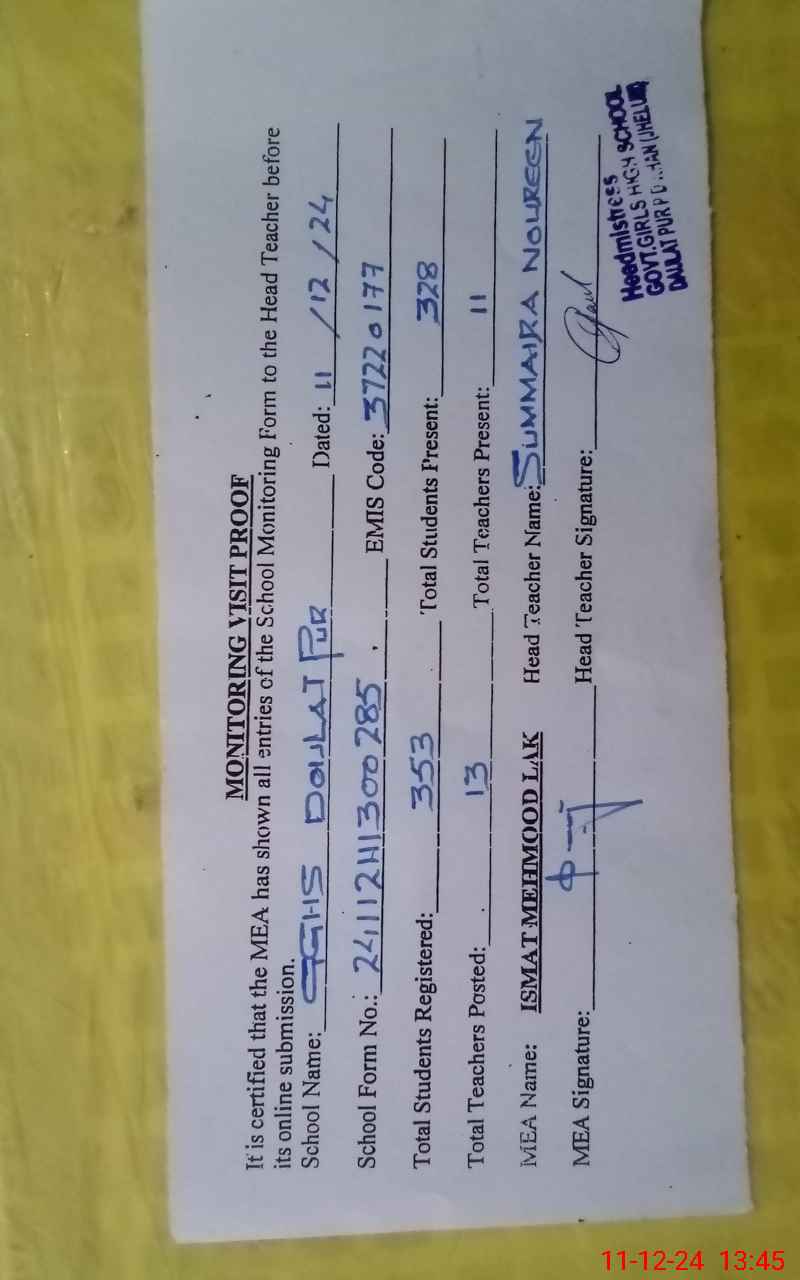 MONITORING VISIT PROOF
It is certified that the MEA has shown all entries of the School Monitoring Form to the Head Teacher before
its online submission.
School Name: GGHS DOULAT PUR Dated: 11 / 12 / 24
School Form No.: 241112H1300285 EMIS Code: 37220177
Total Students Registered: 353 Total Students Present: 328
Total Teachers Posted: 13 Total Teachers Present: 11
MEA Name: ISMAT MEHMOOD LAK Head Teacher Name: SUMMAIRA NOUREEN
MEA Signature: Head Teacher Signature:
Headmistress
GOVT. GIRLS HIGH SCHOOL
DAULAT PUR (JHELUM)
11-12-24 13:45